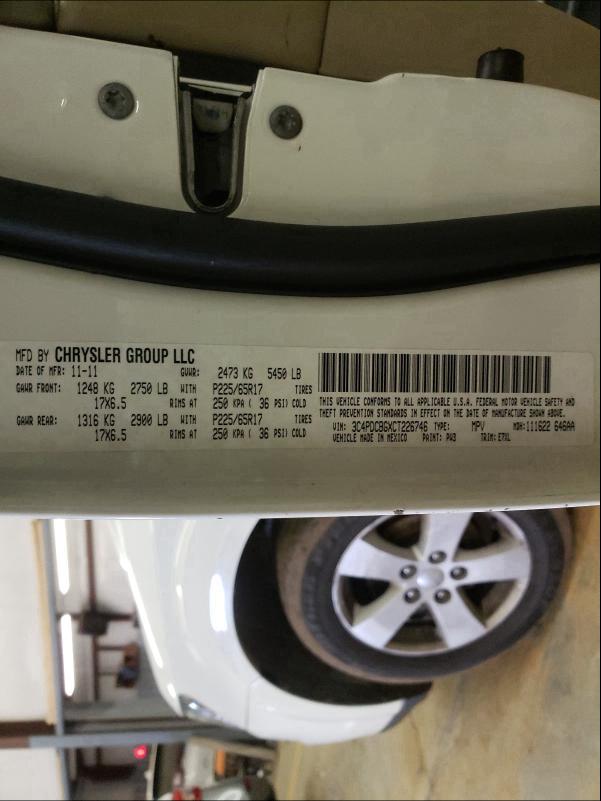 MFD BY CHRYSLER GROUP LLC
DATE OF MFR: 11-11 GVWR: 2473 KG 5450 LB
GAWR FRONT: 1248 KG 2750 LB WITH P225/65R17 TIRES
17X6.5 RIMS AT 250 KPA ( 36 PSI) COLD
GAWR REAR: 1316 KG 2900 LB WITH P225/65R17 TIRES
17X6.5 RIMS AT 250 KPA ( 36 PSI) COLD
THIS VEHICLE CONFORMS TO ALL APPLICABLE U.S.A. FEDERAL MOTOR VEHICLE SAFETY AND
THEFT PREVENTION STANDARDS IN EFFECT ON THE DATE OF MANUFACTURE SHOWN ABOVE.
VIN: 3C4PDCBGXCT226746 TYPE: MPV MDH: 111622 646AA
VEHICLE MADE IN MEXICO PAINT: PW3 TRIM: E7XL